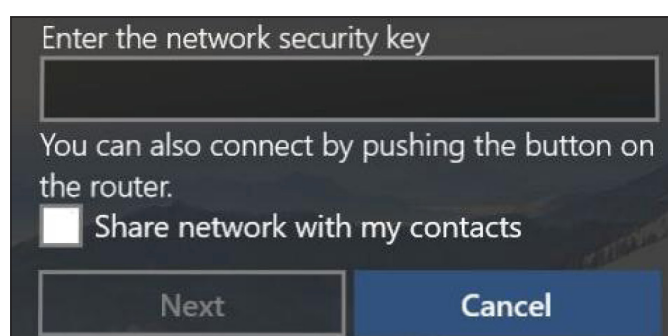 Enter the network security key
You can also connect by pushing the button on
the router.
Share network with my contacts
Next
Cancel